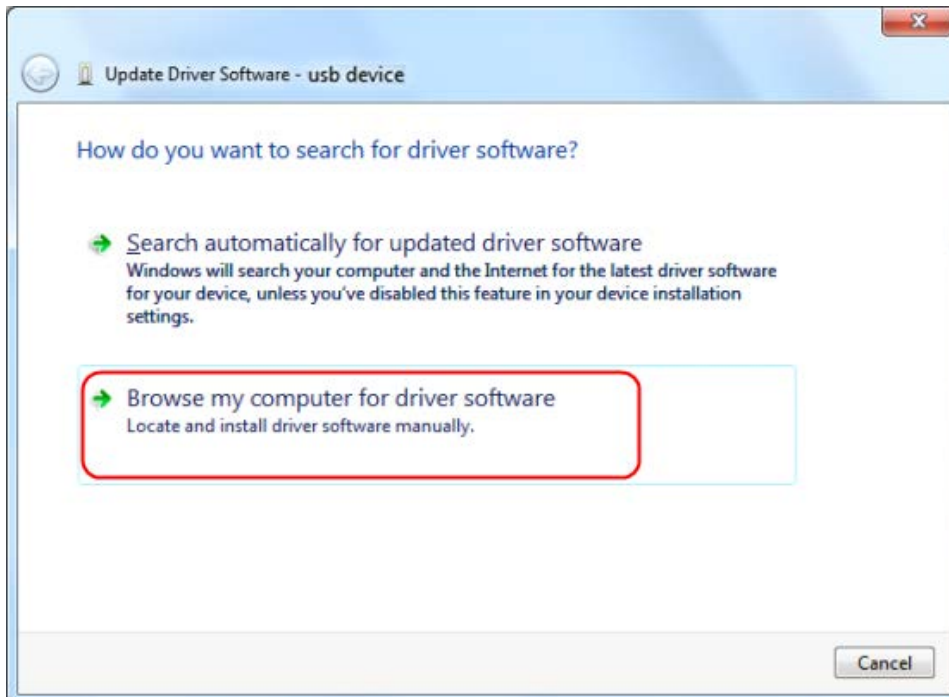 Update Driver Software - usb device
How do you want to search for driver software?
Search automatically for updated driver software
Windows will search your computer and the Internet for the latest driver software
for your device, unless you've disabled this feature in your device installation
settings.
Browse my computer for driver software
Locate and install driver software manually.
Cancel